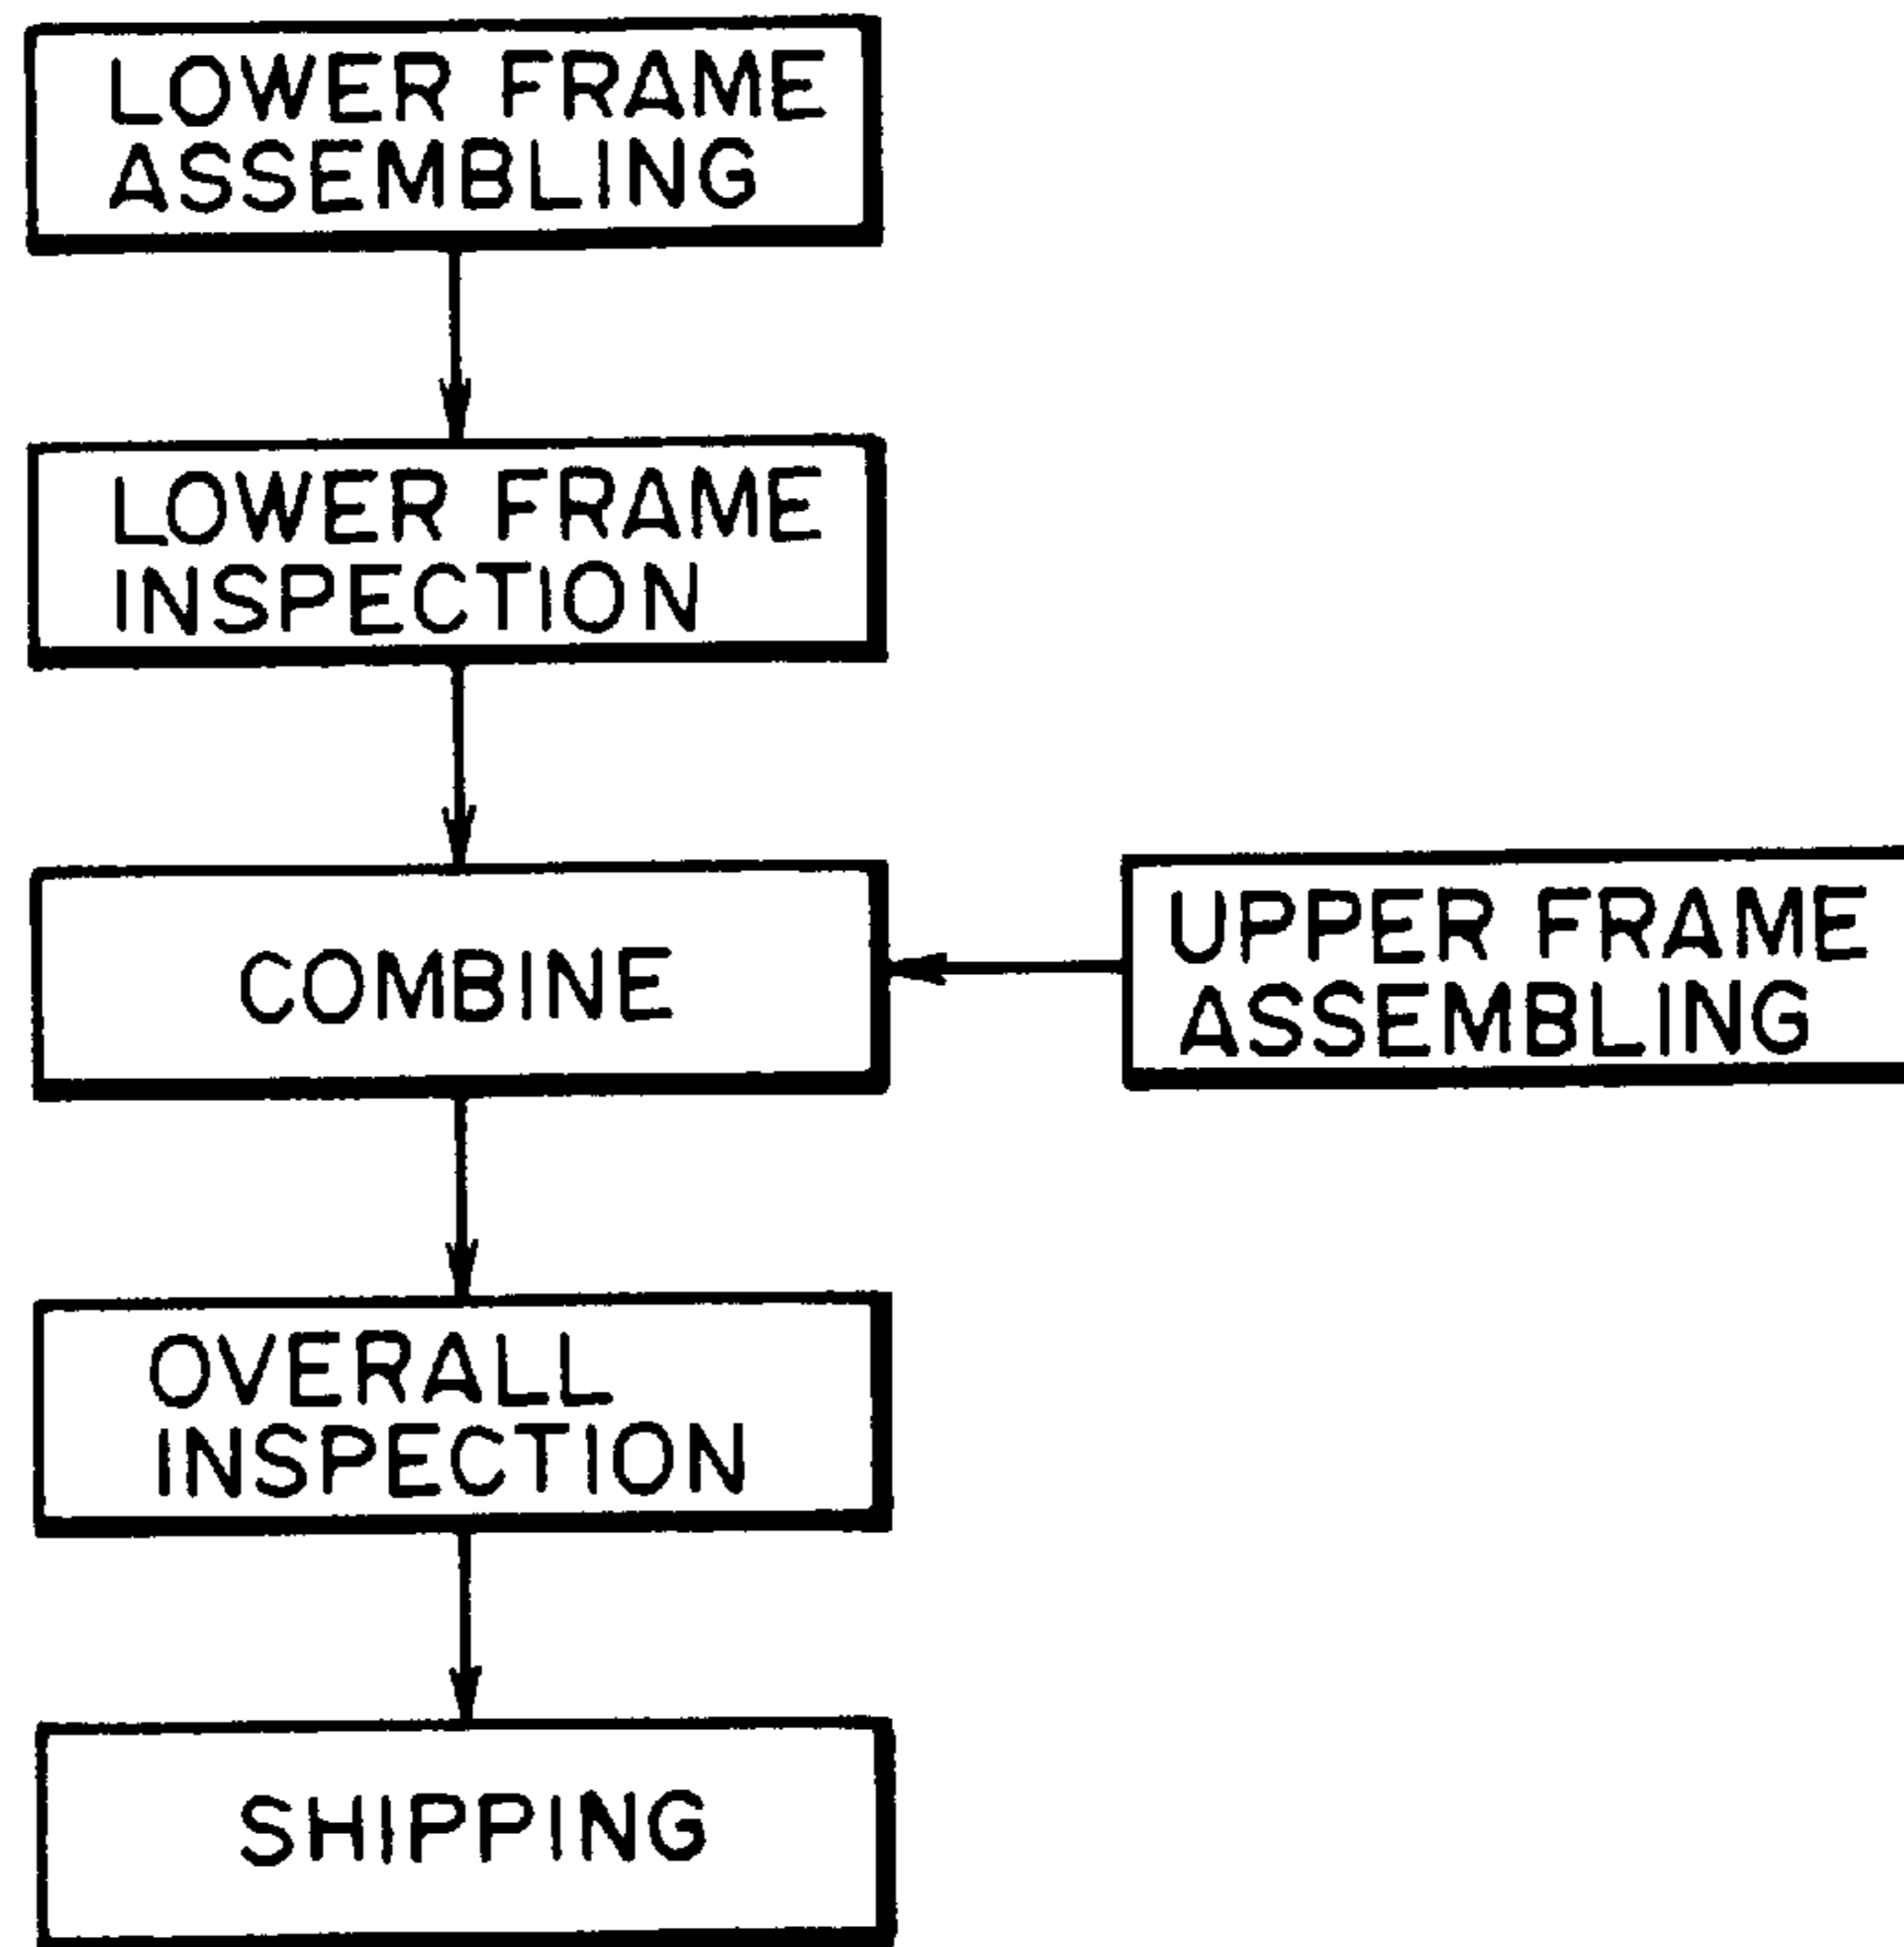 LOWER FRAME
ASSEMBLING
LOWER FRAME
INSPECTION
COMBINE
UPPER FRAME
ASSEMBLING
OVERALL
INSPECTION
SHIPPING